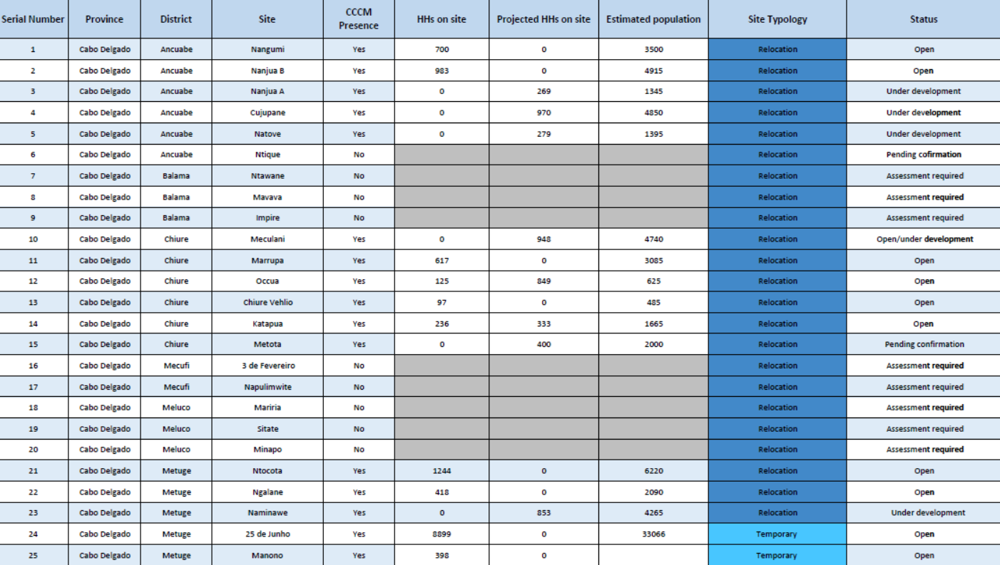 Serial Number Province District Site CCCM Presence HHs on site Projected HHs on site Estimated population Site Typology Status
1 Cabo Delgado Ancuabe Nangumi Yes 700 0 3500 Relocation Open
2 Cabo Delgado Ancuabe Nanjua B Yes 983 0 4915 Relocation Open
3 Cabo Delgado Ancuabe Nanjua A Yes 0 269 1345 Relocation Under development
4 Cabo Delgado Ancuabe Cujupane Yes 0 970 4850 Relocation Under development
5 Cabo Delgado Ancuabe Natove Yes 0 279 1395 Relocation Under development
6 Cabo Delgado Ancuabe Ntique No Relocation Pending cofirmation
7 Cabo Delgado Balama Ntawane No Relocation Assessment required
8 Cabo Delgado Balama Mavava No Relocation Assessment required
9 Cabo Delgado Balama Impire No Relocation Assessment required
10 Cabo Delgado Chiure Meculani Yes 0 948 4740 Relocation Open/under development
11 Cabo Delgado Chiure Marrupa Yes 617 0 3085 Relocation Open
12 Cabo Delgado Chiure Occua Yes 125 849 625 Relocation Open
13 Cabo Delgado Chiure Chiure Vehlio Yes 97 0 485 Relocation Open
14 Cabo Delgado Chiure Katapua Yes 236 333 1665 Relocation Open
15 Cabo Delgado Chiure Metota Yes 0 400 2000 Relocation Pending confirmation
16 Cabo Delgado Mecufi 3 de Fevereiro No Relocation Assessment required
17 Cabo Delgado Mecufi Napulimwite No Relocation Assessment required
18 Cabo Delgado Meluco Mariria No Relocation Assessment required
19 Cabo Delgado Meluco Sitate No Relocation Assessment required
20 Cabo Delgado Meluco Minapo No Relocation Assessment required
21 Cabo Delgado Metuge Ntocota Yes 1244 0 6220 Relocation Open
22 Cabo Delgado Metuge Ngalane Yes 418 0 2090 Relocation Open
23 Cabo Delgado Metuge Naminawe Yes 0 853 4265 Relocation Under development
24 Cabo Delgado Metuge 25 de Junho Yes 8899 0 33066 Temporary Open
25 Cabo Delgado Metuge Manono Yes 398 0 Temporary Open